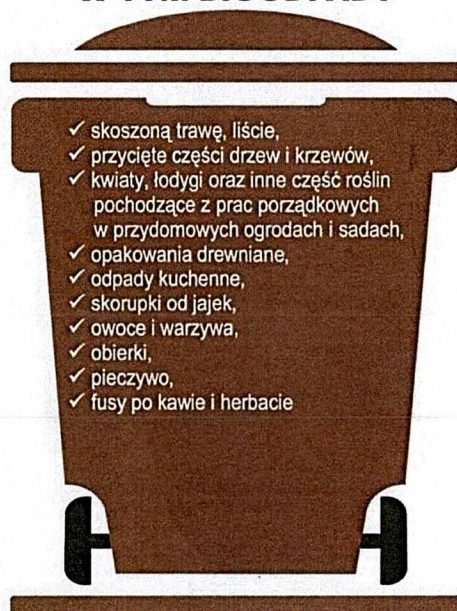 ✓ skoszoną trawę, liście,
✓ przycięte części drzew i krzewów,
✓ kwiaty, łodygi oraz inne część roślin
pochodzące z prac porządkowych
w przydomowych ogrodach i sadach,
✓ opakowania drewniane,
✓ odpady kuchenne,
✓ skorupki od jajek,
✓ owoce i warzywa,
✓ obierki,
✓ pieczywo,
✓ fusy po kawie i herbacie